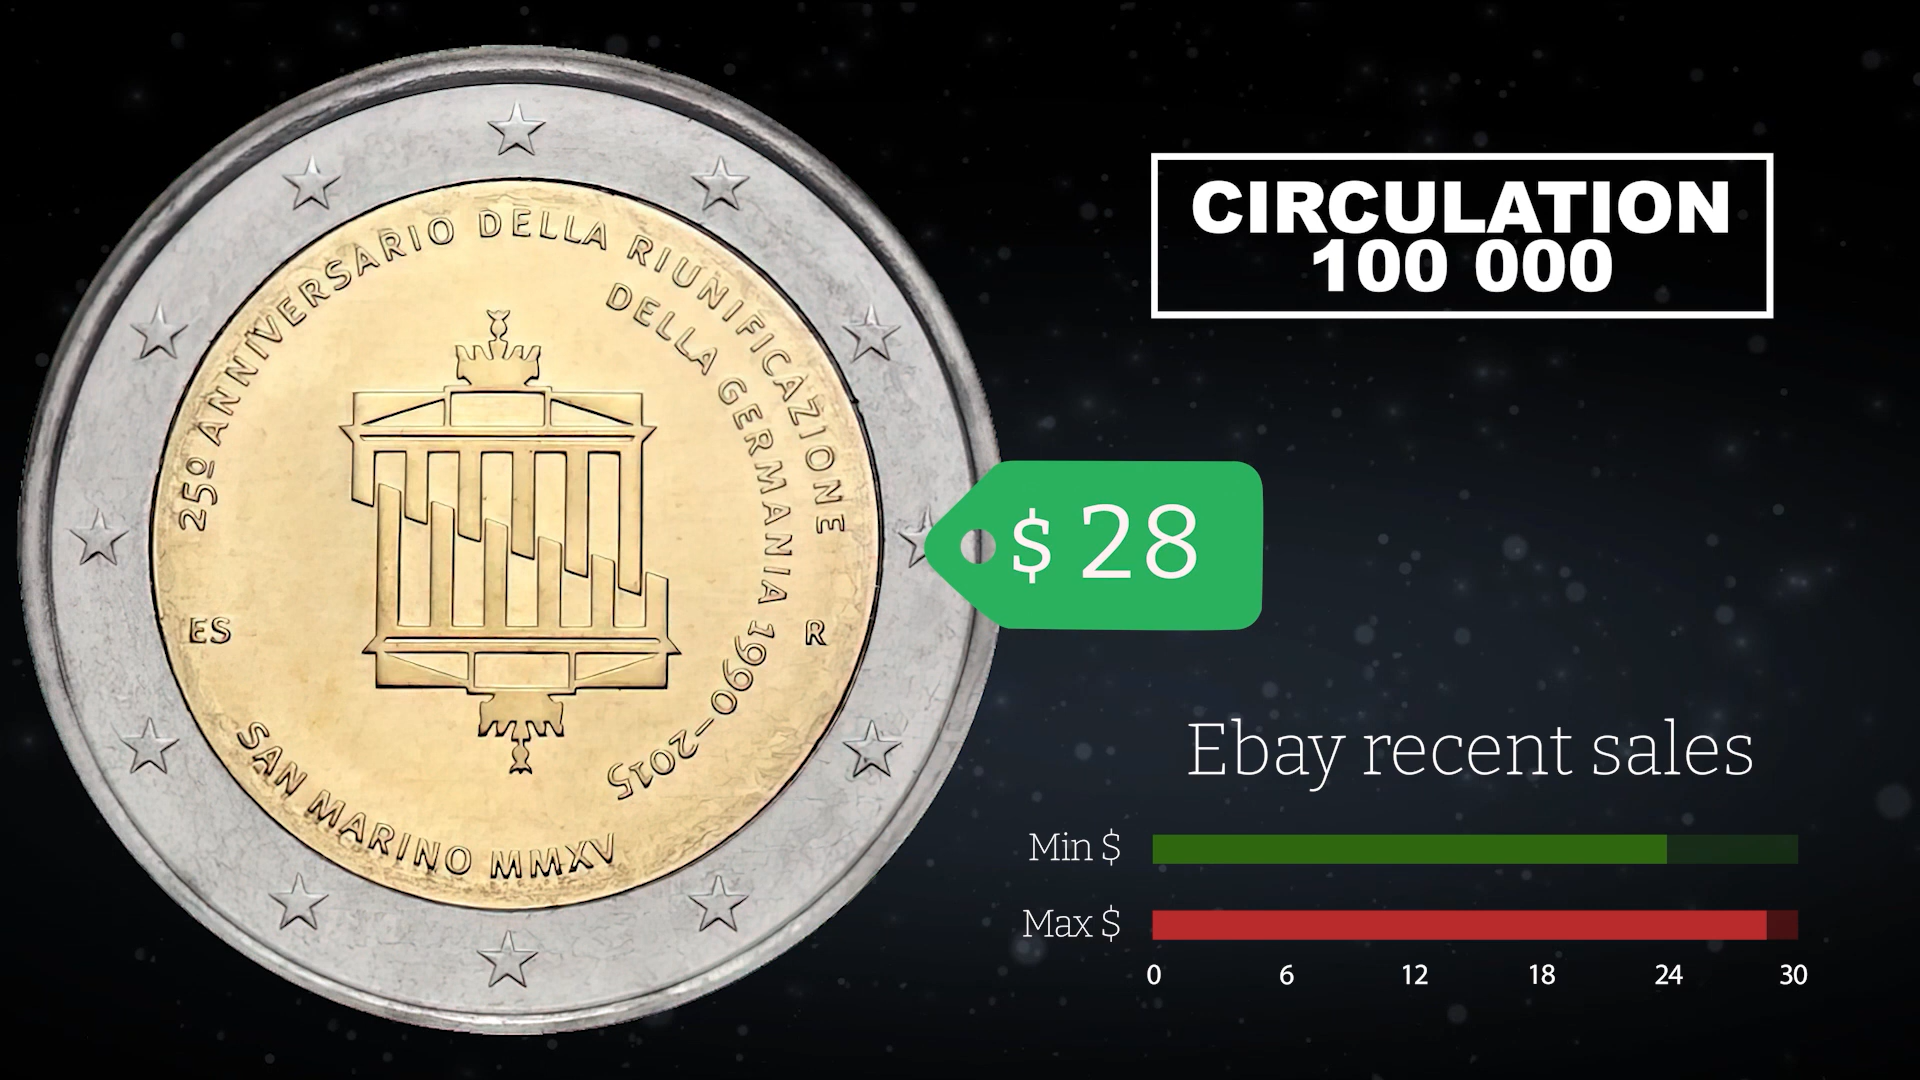 25º ANNIVERSARIO DELLA RIUNIFICAZIONE
DELLA GERMANIA 1990-2015
ES
R
SAN MARINO MMXV
CIRCULATION
100 000
$ 28
Ebay recent sales
Min $
Max $
0 6 12 18 24 30